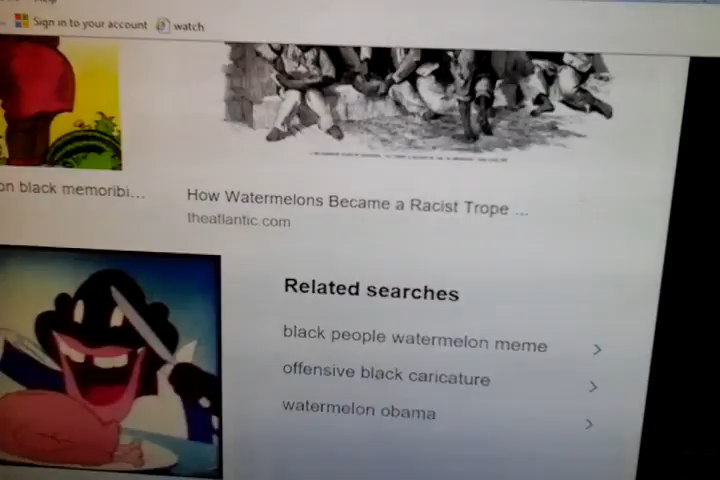 Sign in to your account watch
on black memoribi...
How Watermelons Became a Racist Trope ...
theatlantic.com
Related searches
black people watermelon meme
offensive black caricature
watermelon obama